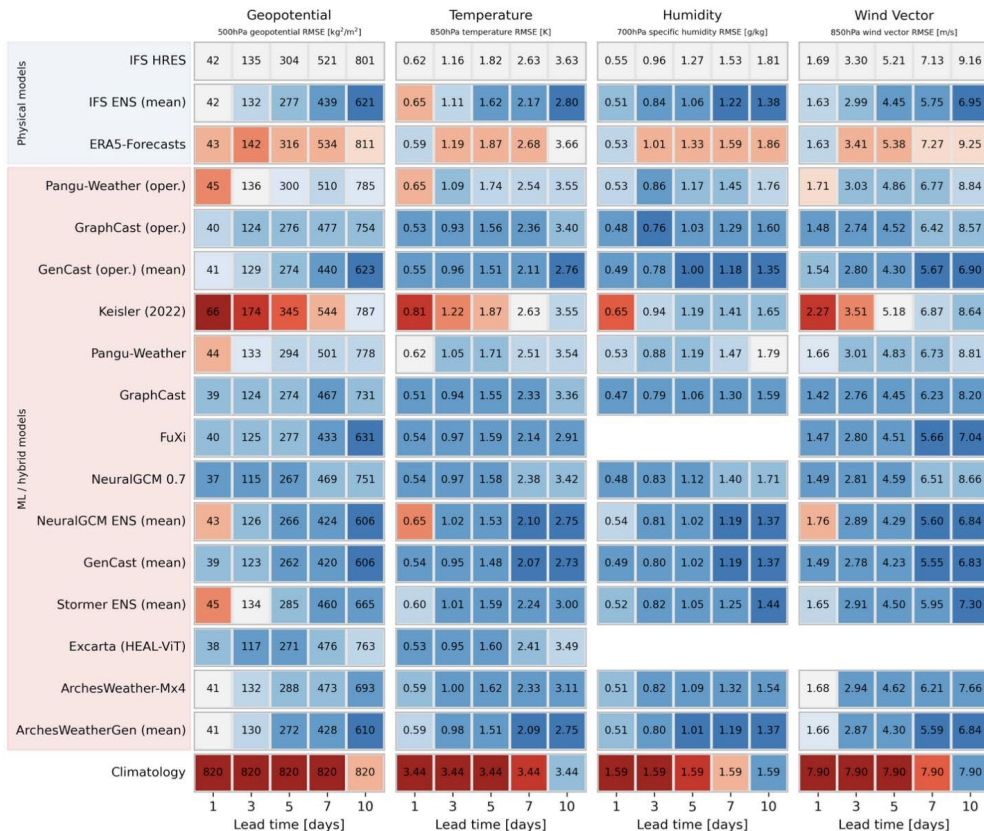 Geopotential Temperature Humidity Wind Vector
500hPa geopotential RMSE [kg²/m²] 850hPa temperature RMSE [K] 700hPa specific humidity RMSE [g/kg] 850hPa wind vector RMSE [m/s]
Physical models
IFS HRES 42 135 304 521 801 0.62 1.16 1.82 2.63 3.63 0.55 0.96 1.27 1.53 1.81 1.69 3.30 5.21 7.13 9.16
IFS ENS (mean) 42 132 277 439 621 0.65 1.11 1.62 2.17 2.80 0.51 0.84 1.06 1.22 1.38 1.63 2.99 4.45 5.75 6.95
ERA5-Forecasts 43 142 316 534 811 0.59 1.19 1.87 2.68 3.66 0.53 1.01 1.33 1.59 1.86 1.63 3.41 5.38 7.27 9.25
ML / hybrid models
Pangu-Weather (oper.) 45 136 300 510 785 0.65 1.09 1.74 2.54 3.55 0.53 0.86 1.17 1.45 1.76 1.71 3.03 4.86 6.77 8.84
GraphCast (oper.) 40 124 276 477 754 0.53 0.93 1.56 2.36 3.40 0.48 0.76 1.03 1.29 1.60 1.48 2.74 4.52 6.42 8.57
GenCast (oper.) (mean) 41 129 274 440 623 0.55 0.96 1.51 2.11 2.76 0.49 0.78 1.00 1.18 1.35 1.54 2.80 4.30 5.67 6.90
Keisler (2022) 66 174 345 544 787 0.81 1.22 1.87 2.63 3.55 0.65 0.94 1.19 1.41 1.65 2.27 3.51 5.18 6.87 8.64
Pangu-Weather 44 133 294 501 778 0.62 1.05 1.71 2.51 3.54 0.53 0.88 1.19 1.47 1.79 1.66 3.01 4.83 6.73 8.81
GraphCast 39 124 274 467 731 0.51 0.94 1.55 2.33 3.36 0.47 0.79 1.06 1.30 1.59 1.42 2.76 4.45 6.23 8.20
FuXi 40 125 277 433 631 0.54 0.97 1.59 2.14 2.91 1.47 2.80 4.51 5.66 7.04
NeuralGCM 0.7 37 115 267 469 751 0.54 0.97 1.58 2.38 3.42 0.48 0.83 1.12 1.40 1.71 1.49 2.81 4.59 6.51 8.66
NeuralGCM ENS (mean) 43 126 266 424 606 0.65 1.02 1.53 2.10 2.75 0.54 0.81 1.02 1.19 1.37 1.76 2.89 4.29 5.60 6.84
GenCast (mean) 39 123 262 420 606 0.54 0.95 1.48 2.07 2.73 0.49 0.80 1.02 1.19 1.37 1.49 2.78 4.23 5.55 6.83
Stormer ENS (mean) 45 134 285 460 665 0.60 1.01 1.59 2.24 3.00 0.52 0.82 1.05 1.25 1.44 1.65 2.91 4.50 5.95 7.30
Excarta (HEAL-ViT) 38 117 271 476 763 0.53 0.95 1.60 2.41 3.49
ArchesWeather-Mx4 41 132 288 473 693 0.59 1.00 1.62 2.33 3.11 0.51 0.82 1.09 1.32 1.54 1.68 2.94 4.62 6.21 7.66
ArchesWeatherGen (mean) 41 130 272 428 610 0.59 0.98 1.51 2.09 2.75 0.51 0.80 1.01 1.19 1.37 1.66 2.87 4.30 5.59 6.84
Climatology 820 820 820 820 820 3.44 3.44 3.44 3.44 3.44 1.59 1.59 1.59 1.59 1.59 7.90 7.90 7.90 7.90 7.90
1 3 5 7 10 1 3 5 7 10 1 3 5 7 10 1 3 5 7 10
Lead time [days] Lead time [days] Lead time [days] Lead time [days]